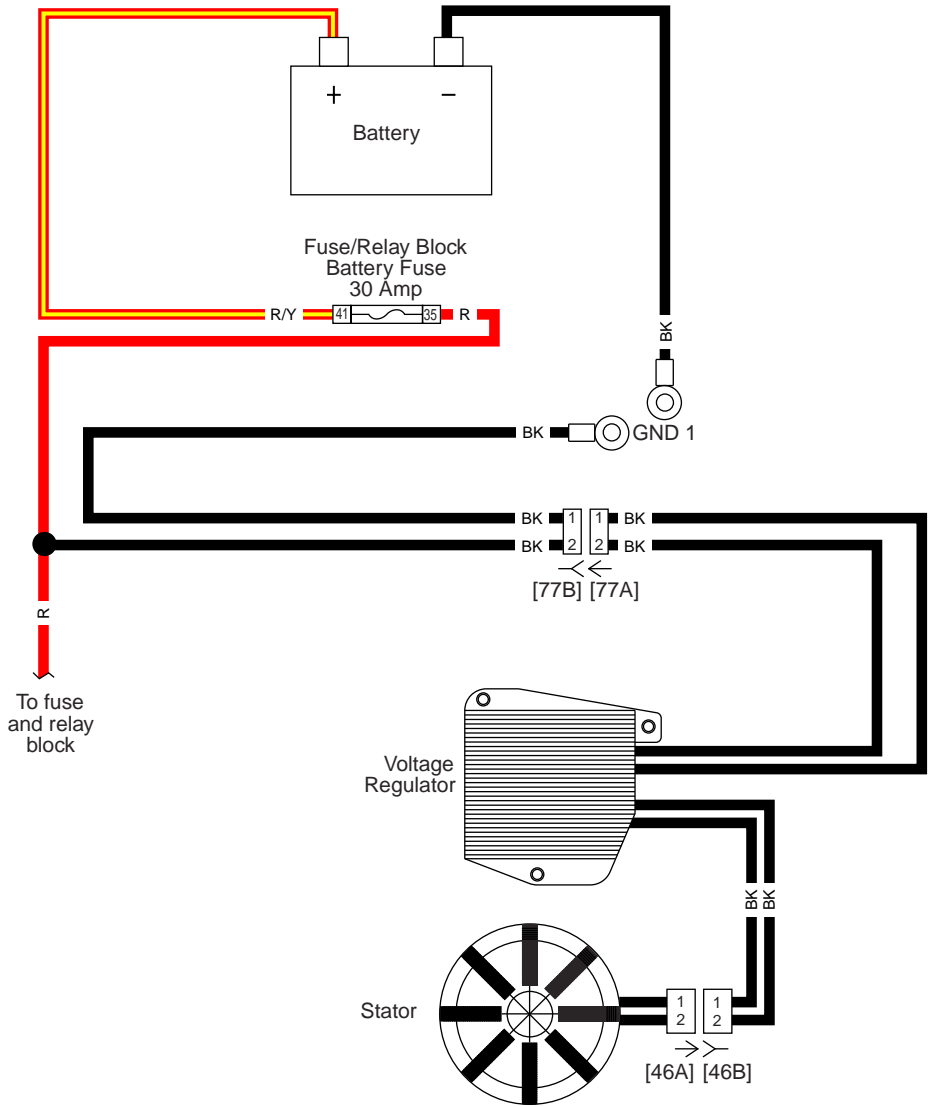 + −
Battery
Fuse/Relay Block
Battery Fuse
30 Amp
R/Y 41 35 R
BK
BK GND 1
BK 1 1 BK
BK 2 2 BK
[77B] [77A]
R
To fuse
and relay
block
Voltage
Regulator
BK BK
Stator
1 1
2 2
[46A] [46B]